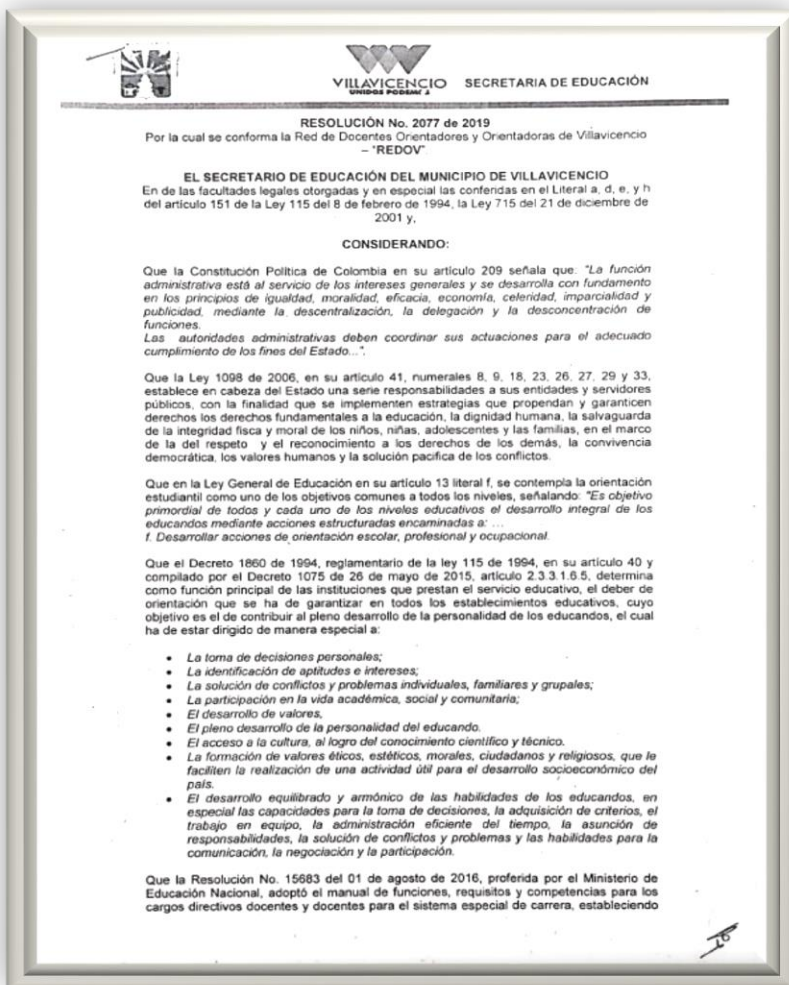 VILLAVICENCIO
UNIDOS PODEMOS
SECRETARIA DE EDUCACIÓN
RESOLUCIÓN No. 2077 de 2019
Por la cual se conforma la Red de Docentes Orientadores y Orientadoras de Villavicencio
– "REDOV"
EL SECRETARIO DE EDUCACIÓN DEL MUNICIPIO DE VILLAVICENCIO
En de las facultades legales otorgadas y en especial las conferidas en el Literal a, d, e, y h
del artículo 151 de la Ley 115 del 8 de febrero de 1994, la Ley 715 del 21 de diciembre de
2001 y,
CONSIDERANDO:
Que la Constitución Política de Colombia en su artículo 209 señala que: "La función
administrativa está al servicio de los intereses generales y se desarrolla con fundamento
en los principios de igualdad, moralidad, eficacia, economía, celeridad, imparcialidad y
publicidad, mediante la descentralización, la delegación y la desconcentración de
funciones.
Las autoridades administrativas deben coordinar sus actuaciones para el adecuado
cumplimiento de los fines del Estado...".
Que la Ley 1098 de 2006, en su artículo 41, numerales 8, 9, 18, 23, 26, 27, 29 y 33,
establece en cabeza del Estado una serie responsabilidades a sus entidades y servidores
públicos, con la finalidad que se implementen estrategias que propendan y garanticen
derechos los derechos fundamentales a la educación, la dignidad humana, la salvaguarda
de la integridad fisca y moral de los niños, niñas, adolescentes y las familias, en el marco
de la del respeto y el reconocimiento a los derechos de los demás, la convivencia
democrática, los valores humanos y la solución pacifica de los conflictos.
Que en la Ley General de Educación en su artículo 13 literal f, se contempla la orientación
estudiantil como uno de los objetivos comunes a todos los niveles, señalando: "Es objetivo
primordial de todos y cada uno de los niveles educativos el desarrollo integral de los
educandos mediante acciones estructuradas encaminadas a: ...
f. Desarrollar acciones de orientación escolar, profesional y ocupacional.
Que el Decreto 1860 de 1994, reglamentario de la ley 115 de 1994, en su artículo 40 y
compilado por el Decreto 1075 de 26 de mayo de 2015, artículo 2.3.3.1.6.5, determina
como función principal de las instituciones que prestan el servicio educativo, el deber de
orientación que se ha de garantizar en todos los establecimientos educativos, cuyo
objetivo es el de contribuir al pleno desarrollo de la personalidad de los educandos, el cual
ha de estar dirigido de manera especial a:
• La toma de decisiones personales;
• La identificación de aptitudes e intereses;
• La solución de conflictos y problemas individuales, familiares y grupales;
• La participación en la vida académica, social y comunitaria;
• El desarrollo de valores,
• El pleno desarrollo de la personalidad del educando.
• El acceso a la cultura, al logro del conocimiento científico y técnico.
• La formación de valores éticos, estéticos, morales, ciudadanos y religiosos, que le
faciliten la realización de una actividad útil para el desarrollo socioeconómico del
país.
• El desarrollo equilibrado y armónico de las habilidades de los educandos, en
especial las capacidades para la toma de decisiones, la adquisición de criterios, el
trabajo en equipo, la administración eficiente del tiempo, la asunción de
responsabilidades, la solución de conflictos y problemas y las habilidades para la
comunicación, la negociación y la participación.
Que la Resolución No. 15683 del 01 de agosto de 2016, proferida por el Ministerio de
Educación Nacional, adoptó el manual de funciones, requisitos y competencias para los
cargos directivos docentes y docentes para el sistema especial de carrera, estableciendo